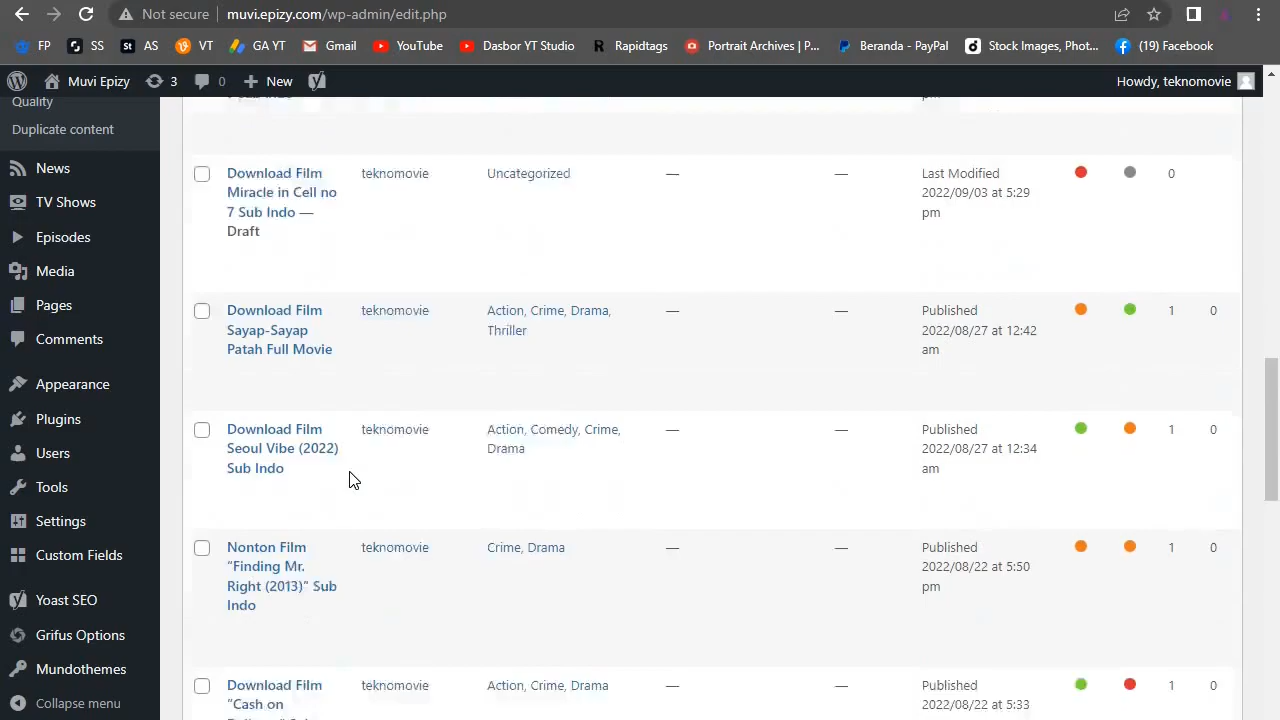 Not secure
muvi.epizy.com/wp-admin/edit.php
FP
SS
AS
VT
GA YT
Gmail
YouTube
Dasbor YT Studio
Rapidtags
Portrait Archives | P...
Beranda - PayPal
Stock Images, Phot...
(19) Facebook
Muvi Epizy
3
0
New
Howdy, teknomovie
Quality
Duplicate content
News
TV Shows
Episodes
Media
Pages
Comments
Appearance
Plugins
Users
Tools
Settings
Custom Fields
Yoast SEO
Grifus Options
Mundothemes
Collapse menu
pm
Download Film
Miracle in Cell no
7 Sub Indo —
Draft
teknomovie
Uncategorized
—
—
Last Modified
2022/09/03 at 5:29
pm
0
Download Film
Sayap-Sayap
Patah Full Movie
teknomovie
Action, Crime, Drama,
Thriller
—
—
Published
2022/08/27 at 12:42
am
1
0
Download Film
Seoul Vibe (2022)
Sub Indo
teknomovie
Action, Comedy, Crime,
Drama
—
—
Published
2022/08/27 at 12:34
am
1
0
Nonton Film
“Finding Mr.
Right (2013)” Sub
Indo
teknomovie
Crime, Drama
—
—
Published
2022/08/22 at 5:50
pm
1
0
Download Film
“Cash on
teknomovie
Action, Crime, Drama
—
—
Published
2022/08/22 at 5:33
1
0